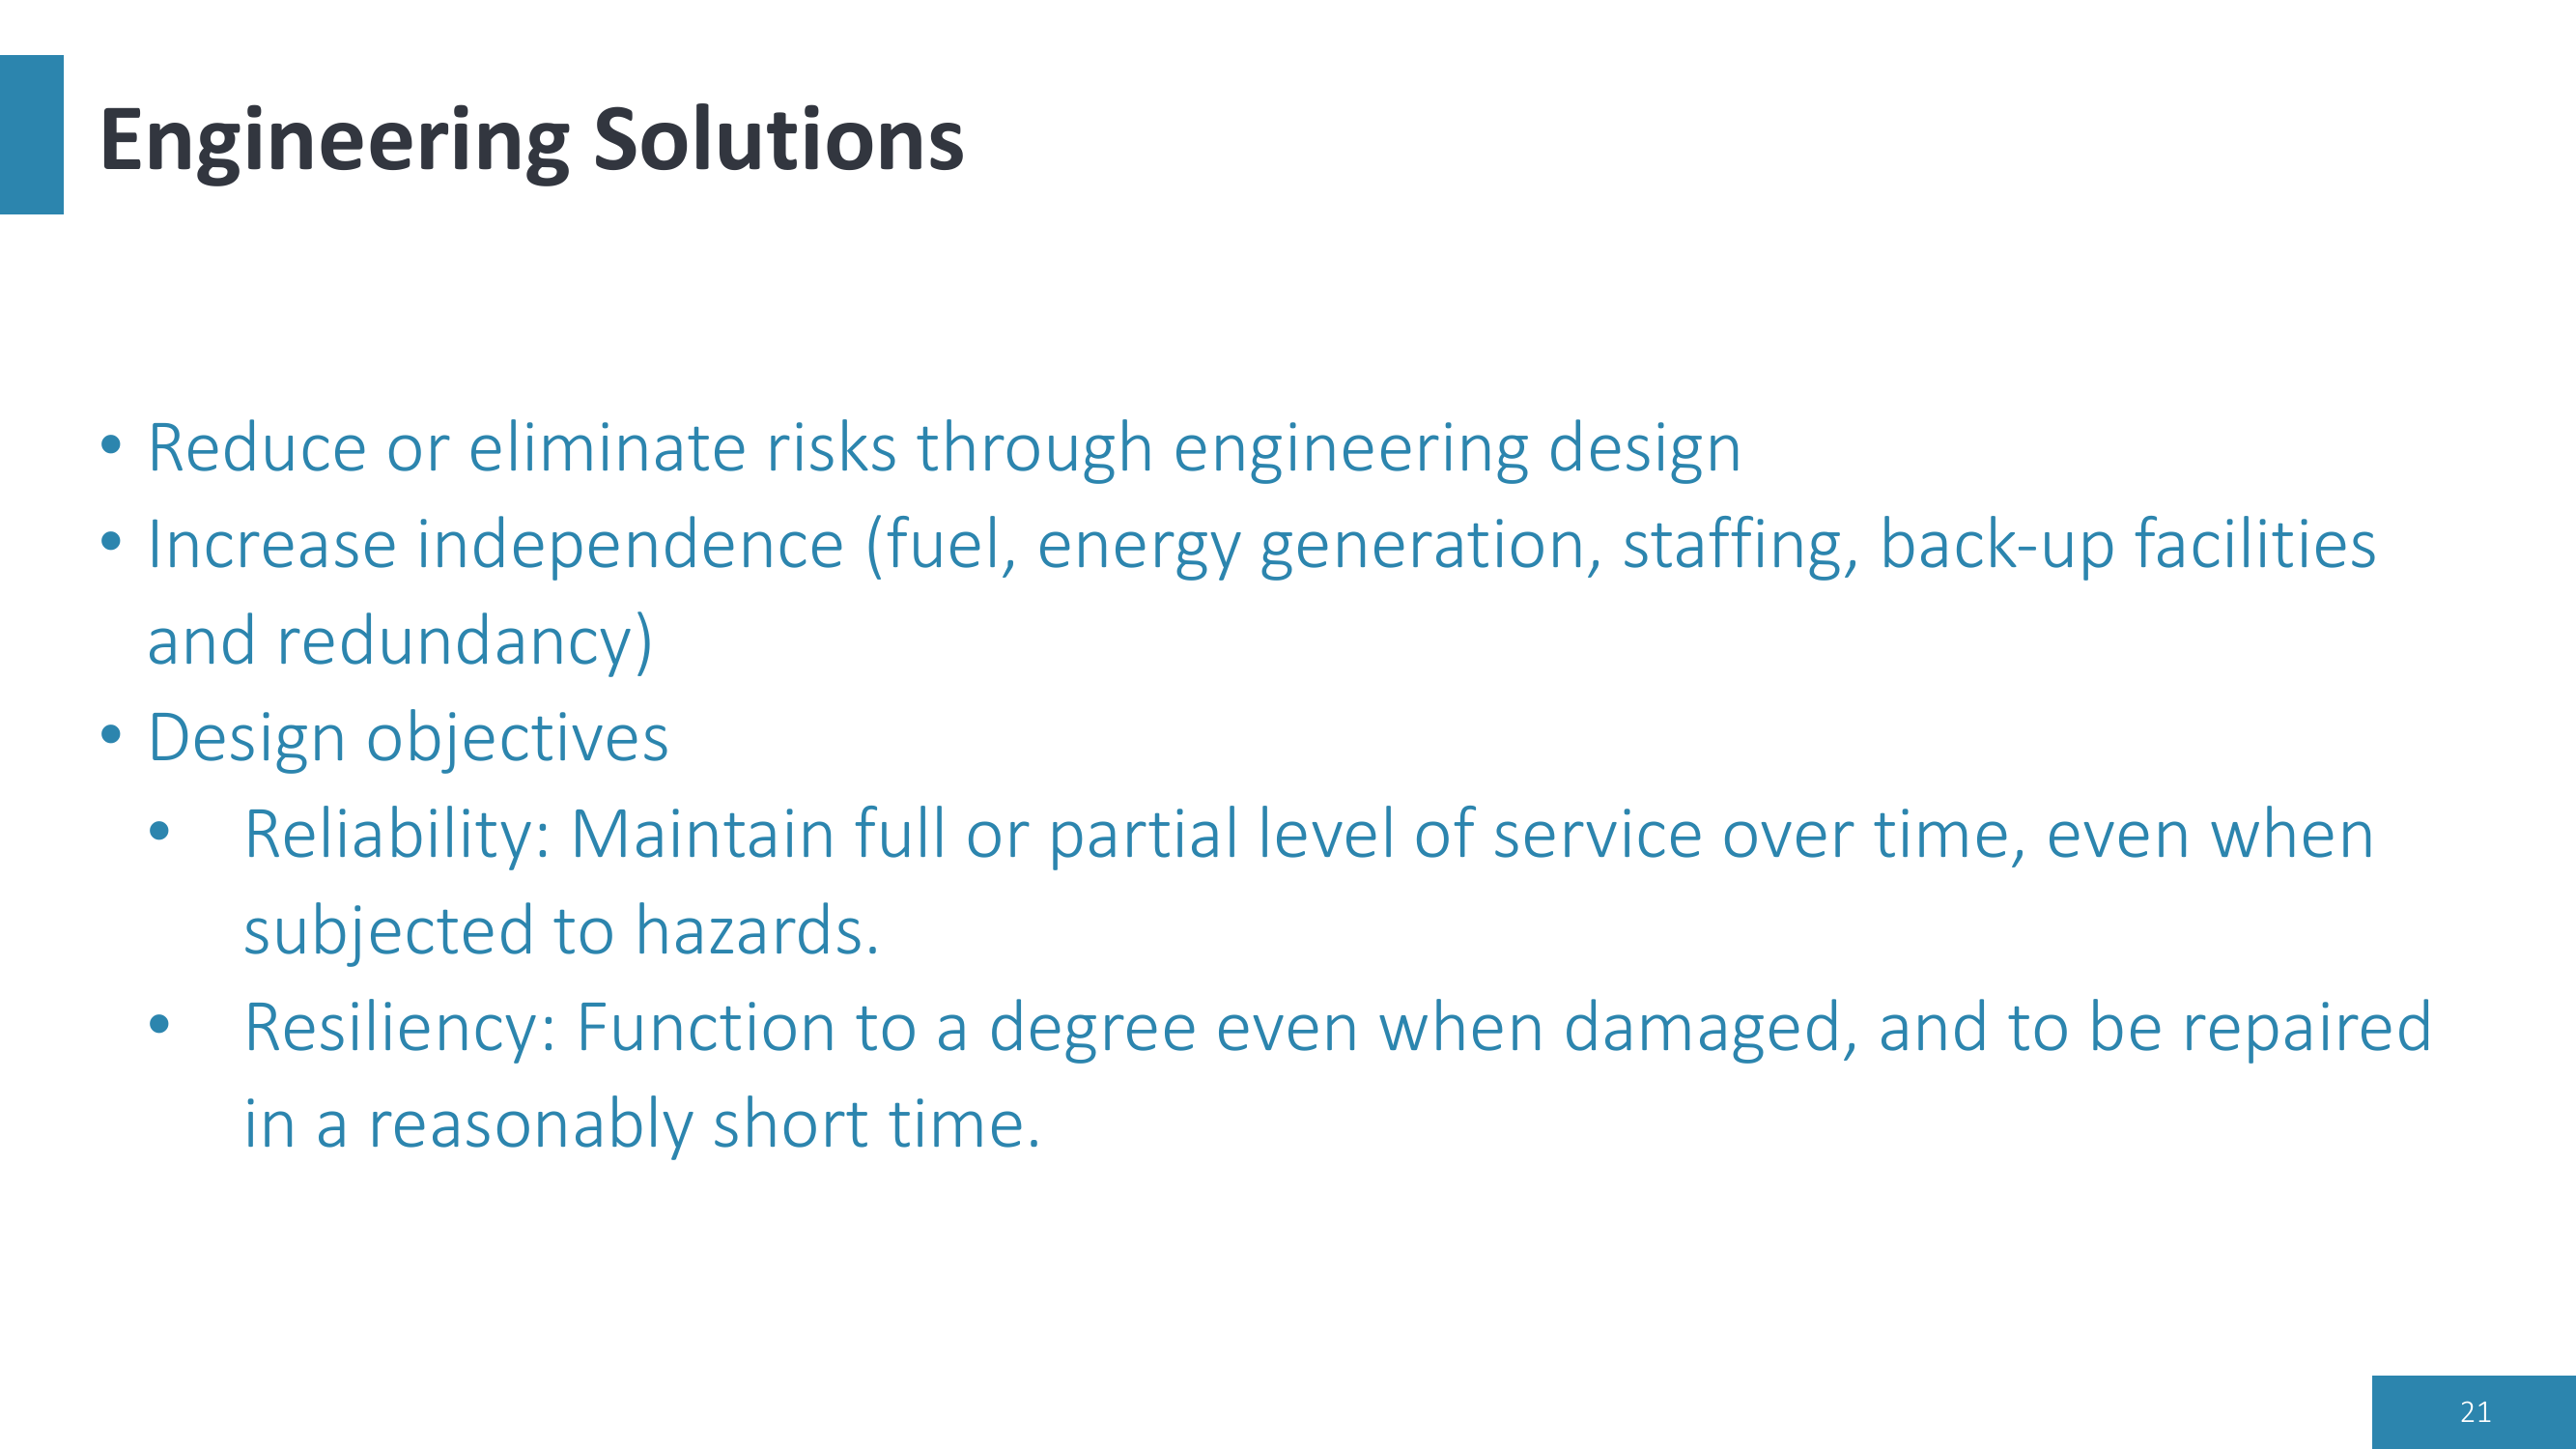 Engineering Solutions
• Reduce or eliminate risks through engineering design
• Increase independence (fuel, energy generation, staffing, back-up facilities
and redundancy)
• Design objectives
• Reliability: Maintain full or partial level of service over time, even when
subjected to hazards.
• Resiliency: Function to a degree even when damaged, and to be repaired
in a reasonably short time.
21